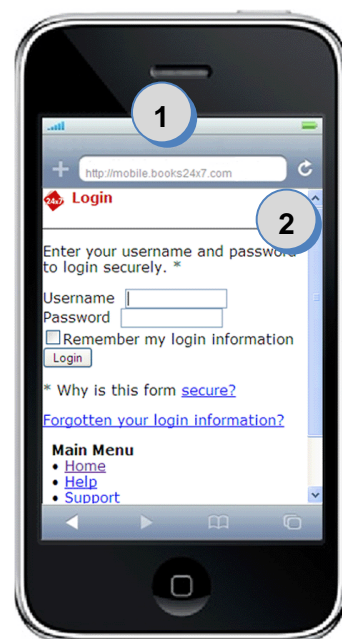 1
http://mobile.books24x7.com
24x7 Login
2
Enter your username and password
to login securely. *
Username
Password
Remember my login information
Login
* Why is this form secure?
Forgotten your login information?
Main Menu
• Home
• Help
• Support